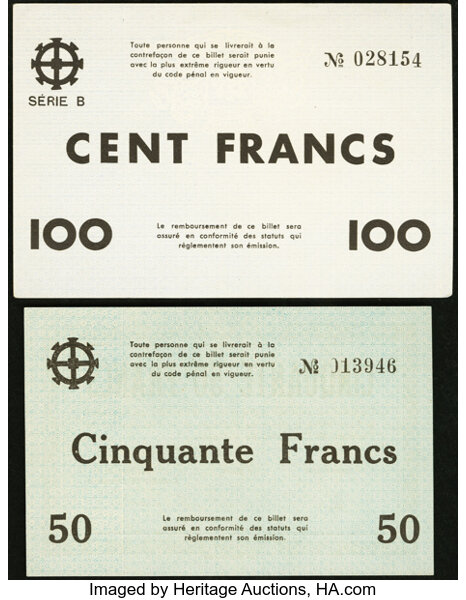 Toute personne qui se livrerait à la
contrefaçon de ce billet serait punie
avec la plus extrême rigueur en vertu
du code pénal en vigueur.
№ 028154
SÉRIE B
CENT FRANCS
100
Le remboursement de ce billet sera
assuré en conformité des statuts qui
réglementent son émission.
100
Toute personne qui se livrerait à la
contrefaçon de ce billet serait punie
avec la plus extrême rigueur en vertu
du code pénal en vigueur.
№ 013946
Cinquante Francs
50
Le remboursement de ce billet sera
assuré en conformité des statuts qui
réglementent son émission.
50
Imaged by Heritage Auctions, HA.com